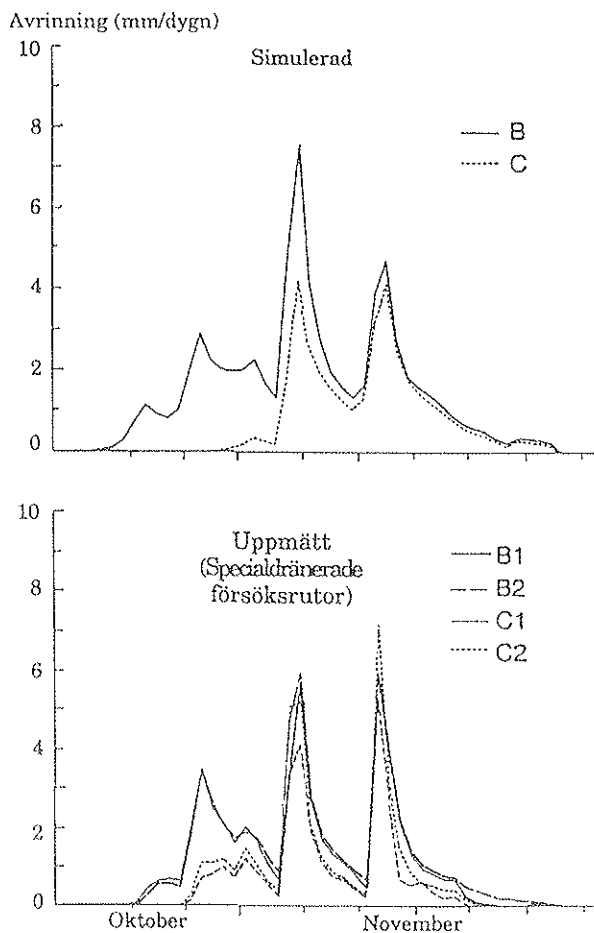 Avrinning (mm/dygn)
10
Simulerad
8
B
C
6
4
2
0
10
Uppmätt
(Specialdränerade
försöksrutor)
B1
B2
C1
C2
8
6
4
2
0
Oktober
November